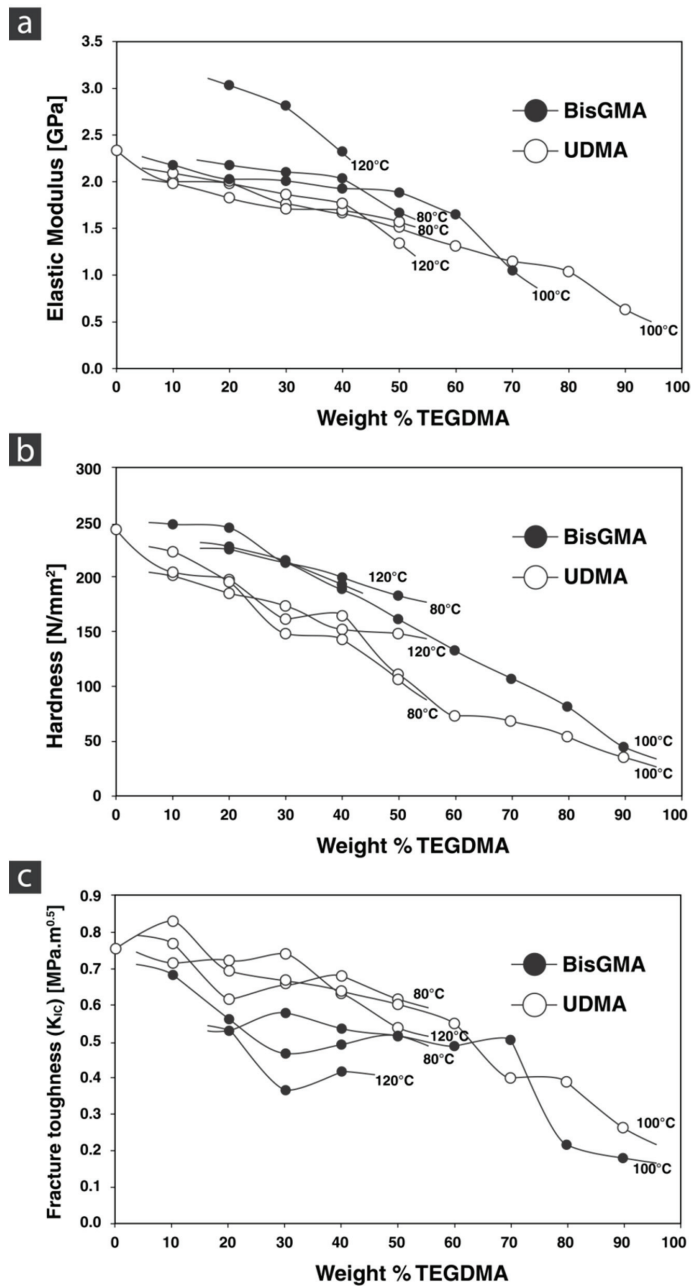 a
3.5
3.0
2.5
2.0
1.5
1.0
0.5
0.0
Elastic Modulus [GPa]
BisGMA
UDMA
120°C
80°C
80°C
120°C
100°C
100°C
0 10 20 30 40 50 60 70 80 90 100
Weight % TEGDMA
b
300
250
200
150
100
50
0
Hardness [N/mm²]
BisGMA
UDMA
120°C
80°C
120°C
80°C
100°C
100°C
0 10 20 30 40 50 60 70 80 90 100
Weight % TEGDMA
c
0.9
0.8
0.7
0.6
0.5
0.4
0.3
0.2
0.1
0.0
Fracture toughness (KIC) [MPa.m0.5]
BisGMA
UDMA
80°C
120°C
80°C
120°C
100°C
100°C
0 10 20 30 40 50 60 70 80 90 100
Weight % TEGDMA